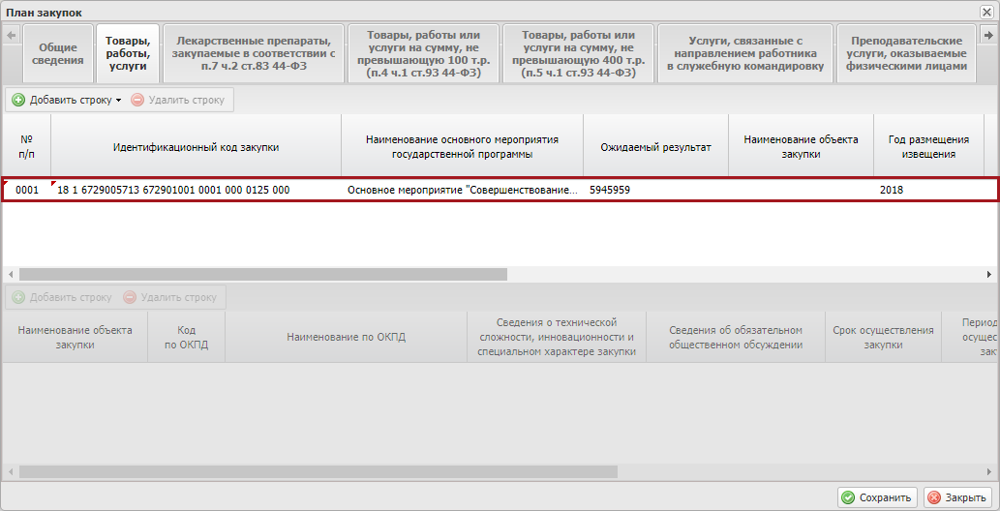 План закупок
Общие
сведения
Товары,
работы,
услуги
Лекарственные препараты,
закупаемые в соответствии с
п.7 ч.2 ст.83 44-ФЗ
Товары, работы или
услуги на сумму, не
превышающую 100 т.р.
(п.4 ч.1 ст.93 44-ФЗ)
Товары, работы или
услуги на сумму, не
превышающую 400 т.р.
(п.5 ч.1 ст.93 44-ФЗ)
Услуги, связанные с
направлением работника
в служебную командировку
Преподавательские
услуги, оказываемые
физическими лицами
Добавить строку
Удалить строку
№
п/п
Идентификационный код закупки
Наименование основного мероприятия
государственной программы
Ожидаемый результат
Наименование объекта
закупки
Год размещения
извещения
0001
18 1 6729005713 672901001 0001 000 0125 000
Основное мероприятие "Совершенствование...
5945959
2018
Добавить строку
Удалить строку
Наименование объекта
закупки
Код
по ОКПД
Наименование по ОКПД
Сведения о технической
сложности, инновационности и
специальном характере закупки
Сведения об обязательном
общественном обсуждении
Срок осуществления
закупки
Период
осущес
зак
Сохранить
Закрыть